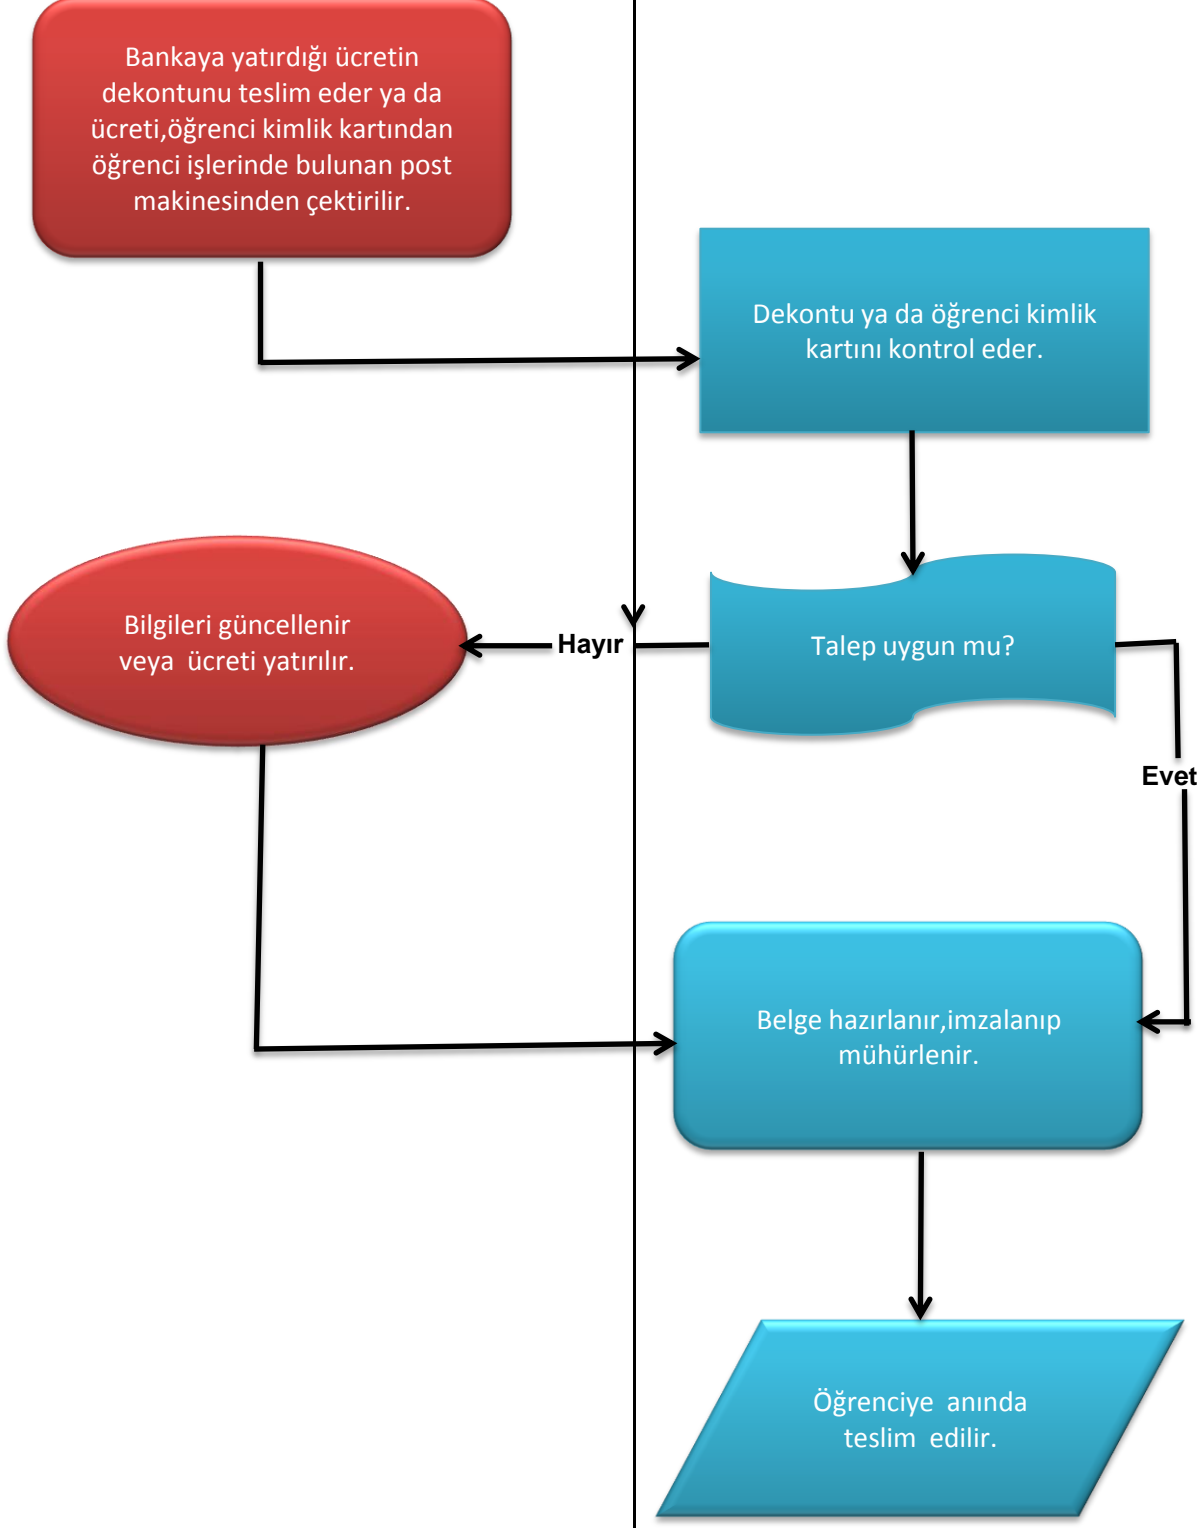 Bankaya yatırdığı ücretin
dekontunu teslim eder ya da
ücreti,öğrenci kimlik kartından
öğrenci işlerinde bulunan post
makinesinden çektirilir.
Dekontu ya da öğrenci kimlik
kartını kontrol eder.
Talep uygun mu?
Hayır
Bilgileri güncellenir
veya ücreti yatırılır.
Evet
Belge hazırlanır,imzalanıp
mühürlenir.
Öğrenciye anında
teslim edilir.